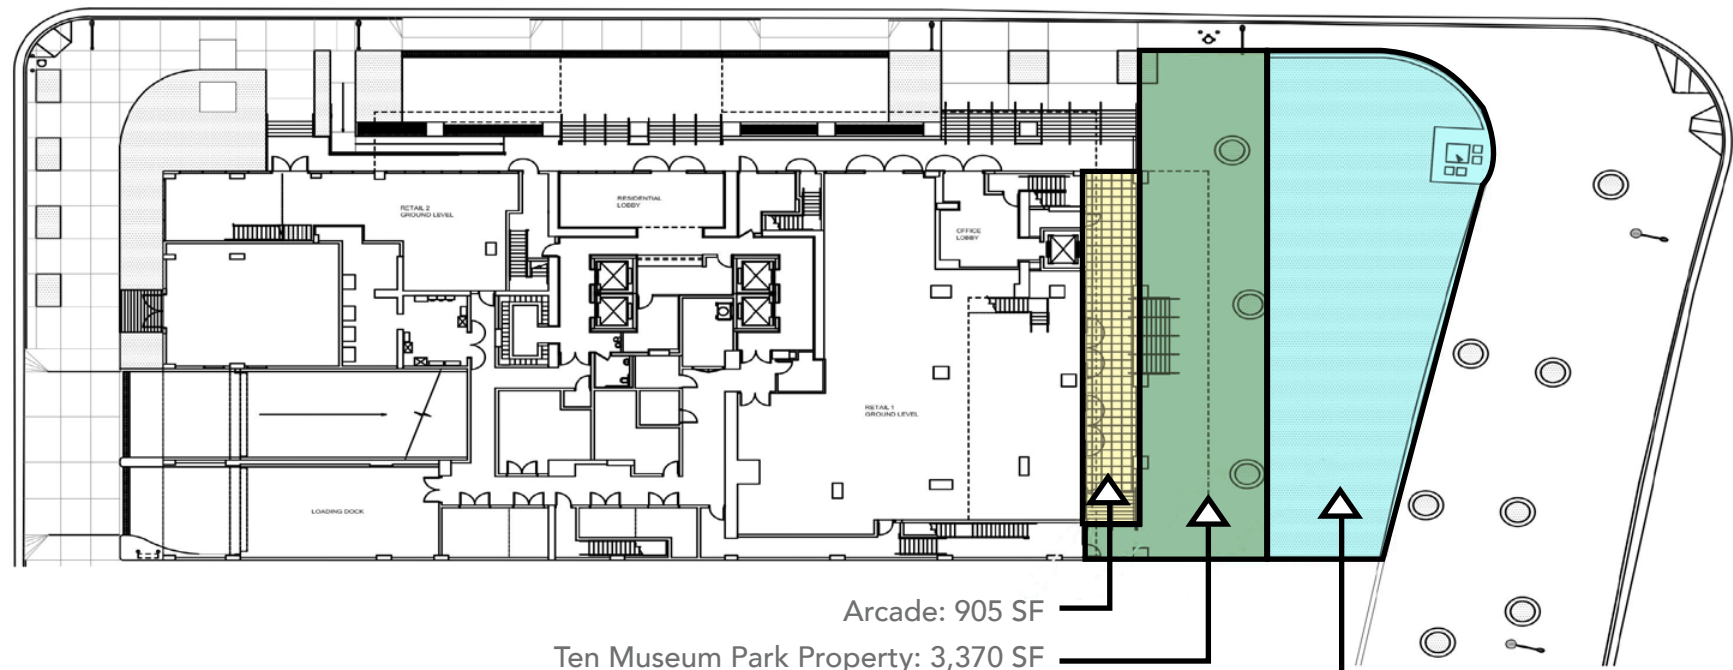 RETAIL 2
GROUND LEVEL
RESIDENTIAL
LOBBY
OFFICE
LOBBY
RETAIL 1
GROUND LEVEL
LOADING DOCK
Arcade: 905 SF
Ten Museum Park Property: 3,370 SF